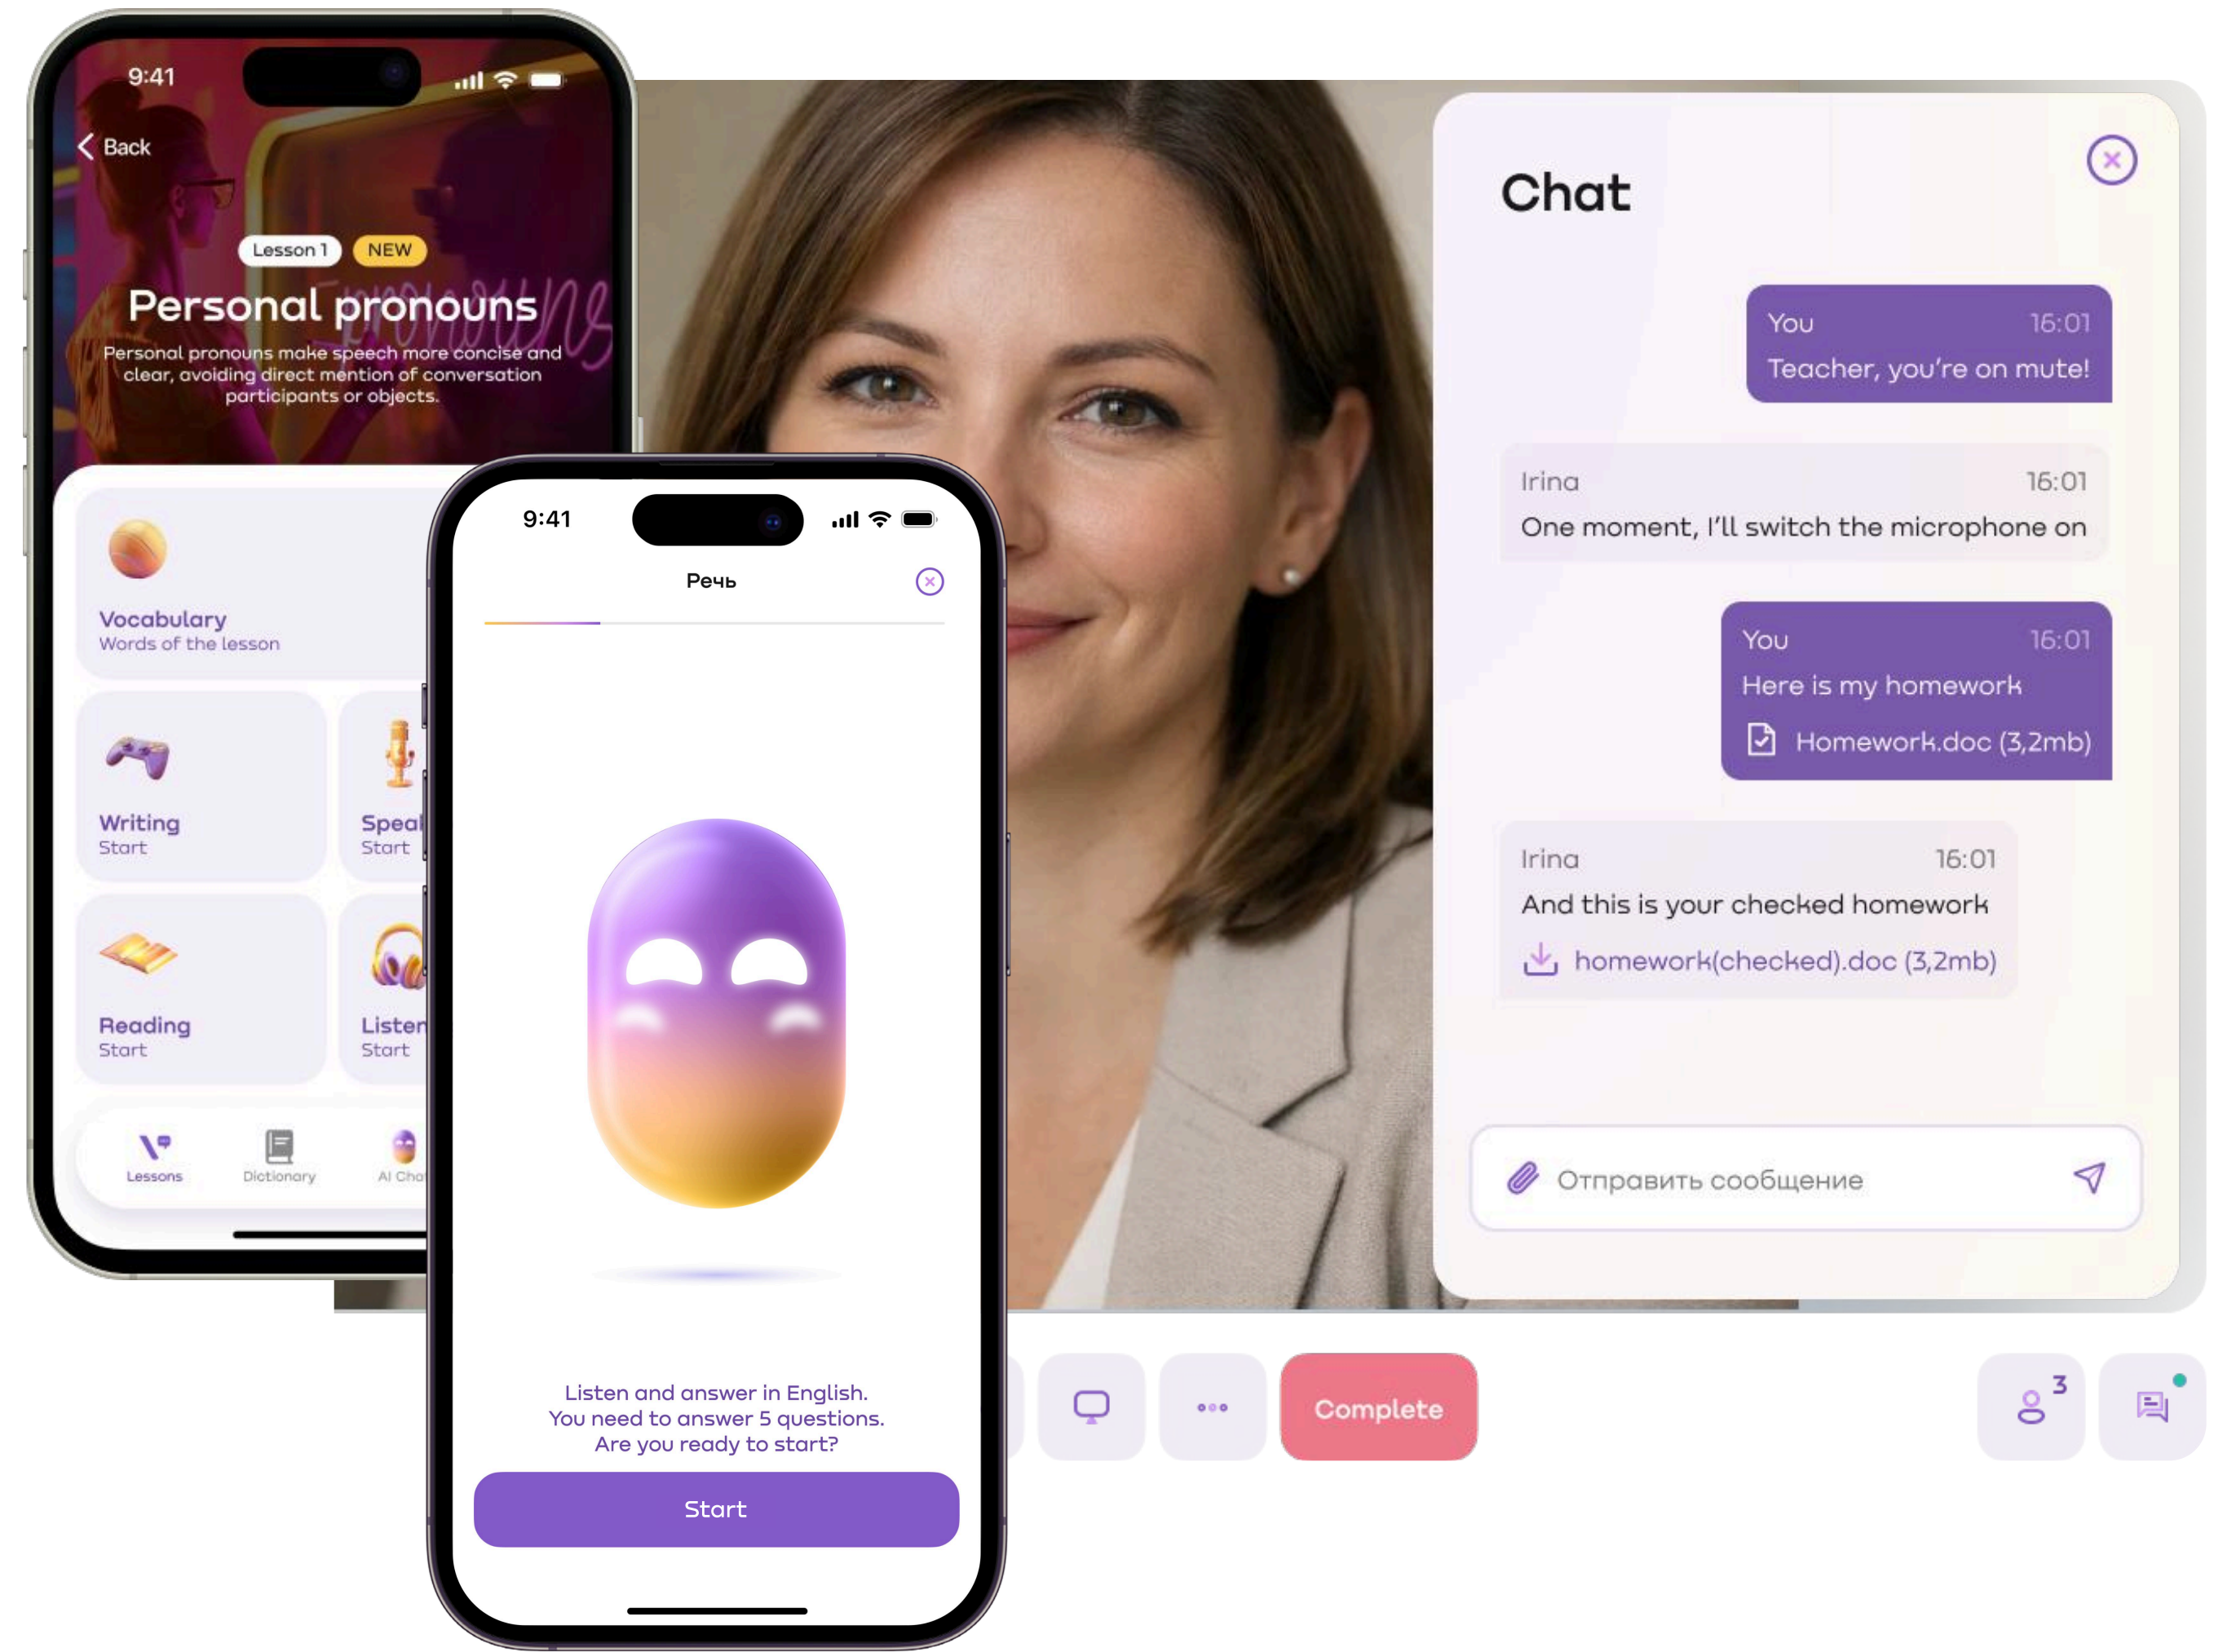 9:41
Back
Lesson 1
NEW
pronouns
Personal pronouns
Personal pronouns make speech more concise and
clear, avoiding direct mention of conversation
participants or objects.
Vocabulary
Words of the lesson
Writing
Start
Speak
Start
Reading
Start
Listen
Start
Lessons
Dictionary
AI Cha
9:41
Речь
Listen and answer in English.
You need to answer 5 questions.
Are you ready to start?
Start
Chat
You 16:01
Teacher, you're on mute!
Irina 16:01
One moment, I'll switch the microphone on
You 16:01
Here is my homework
Homework.doc (3,2mb)
Irina 16:01
And this is your checked homework
homework(checked).doc (3,2mb)
Отправить сообщение
Complete
3